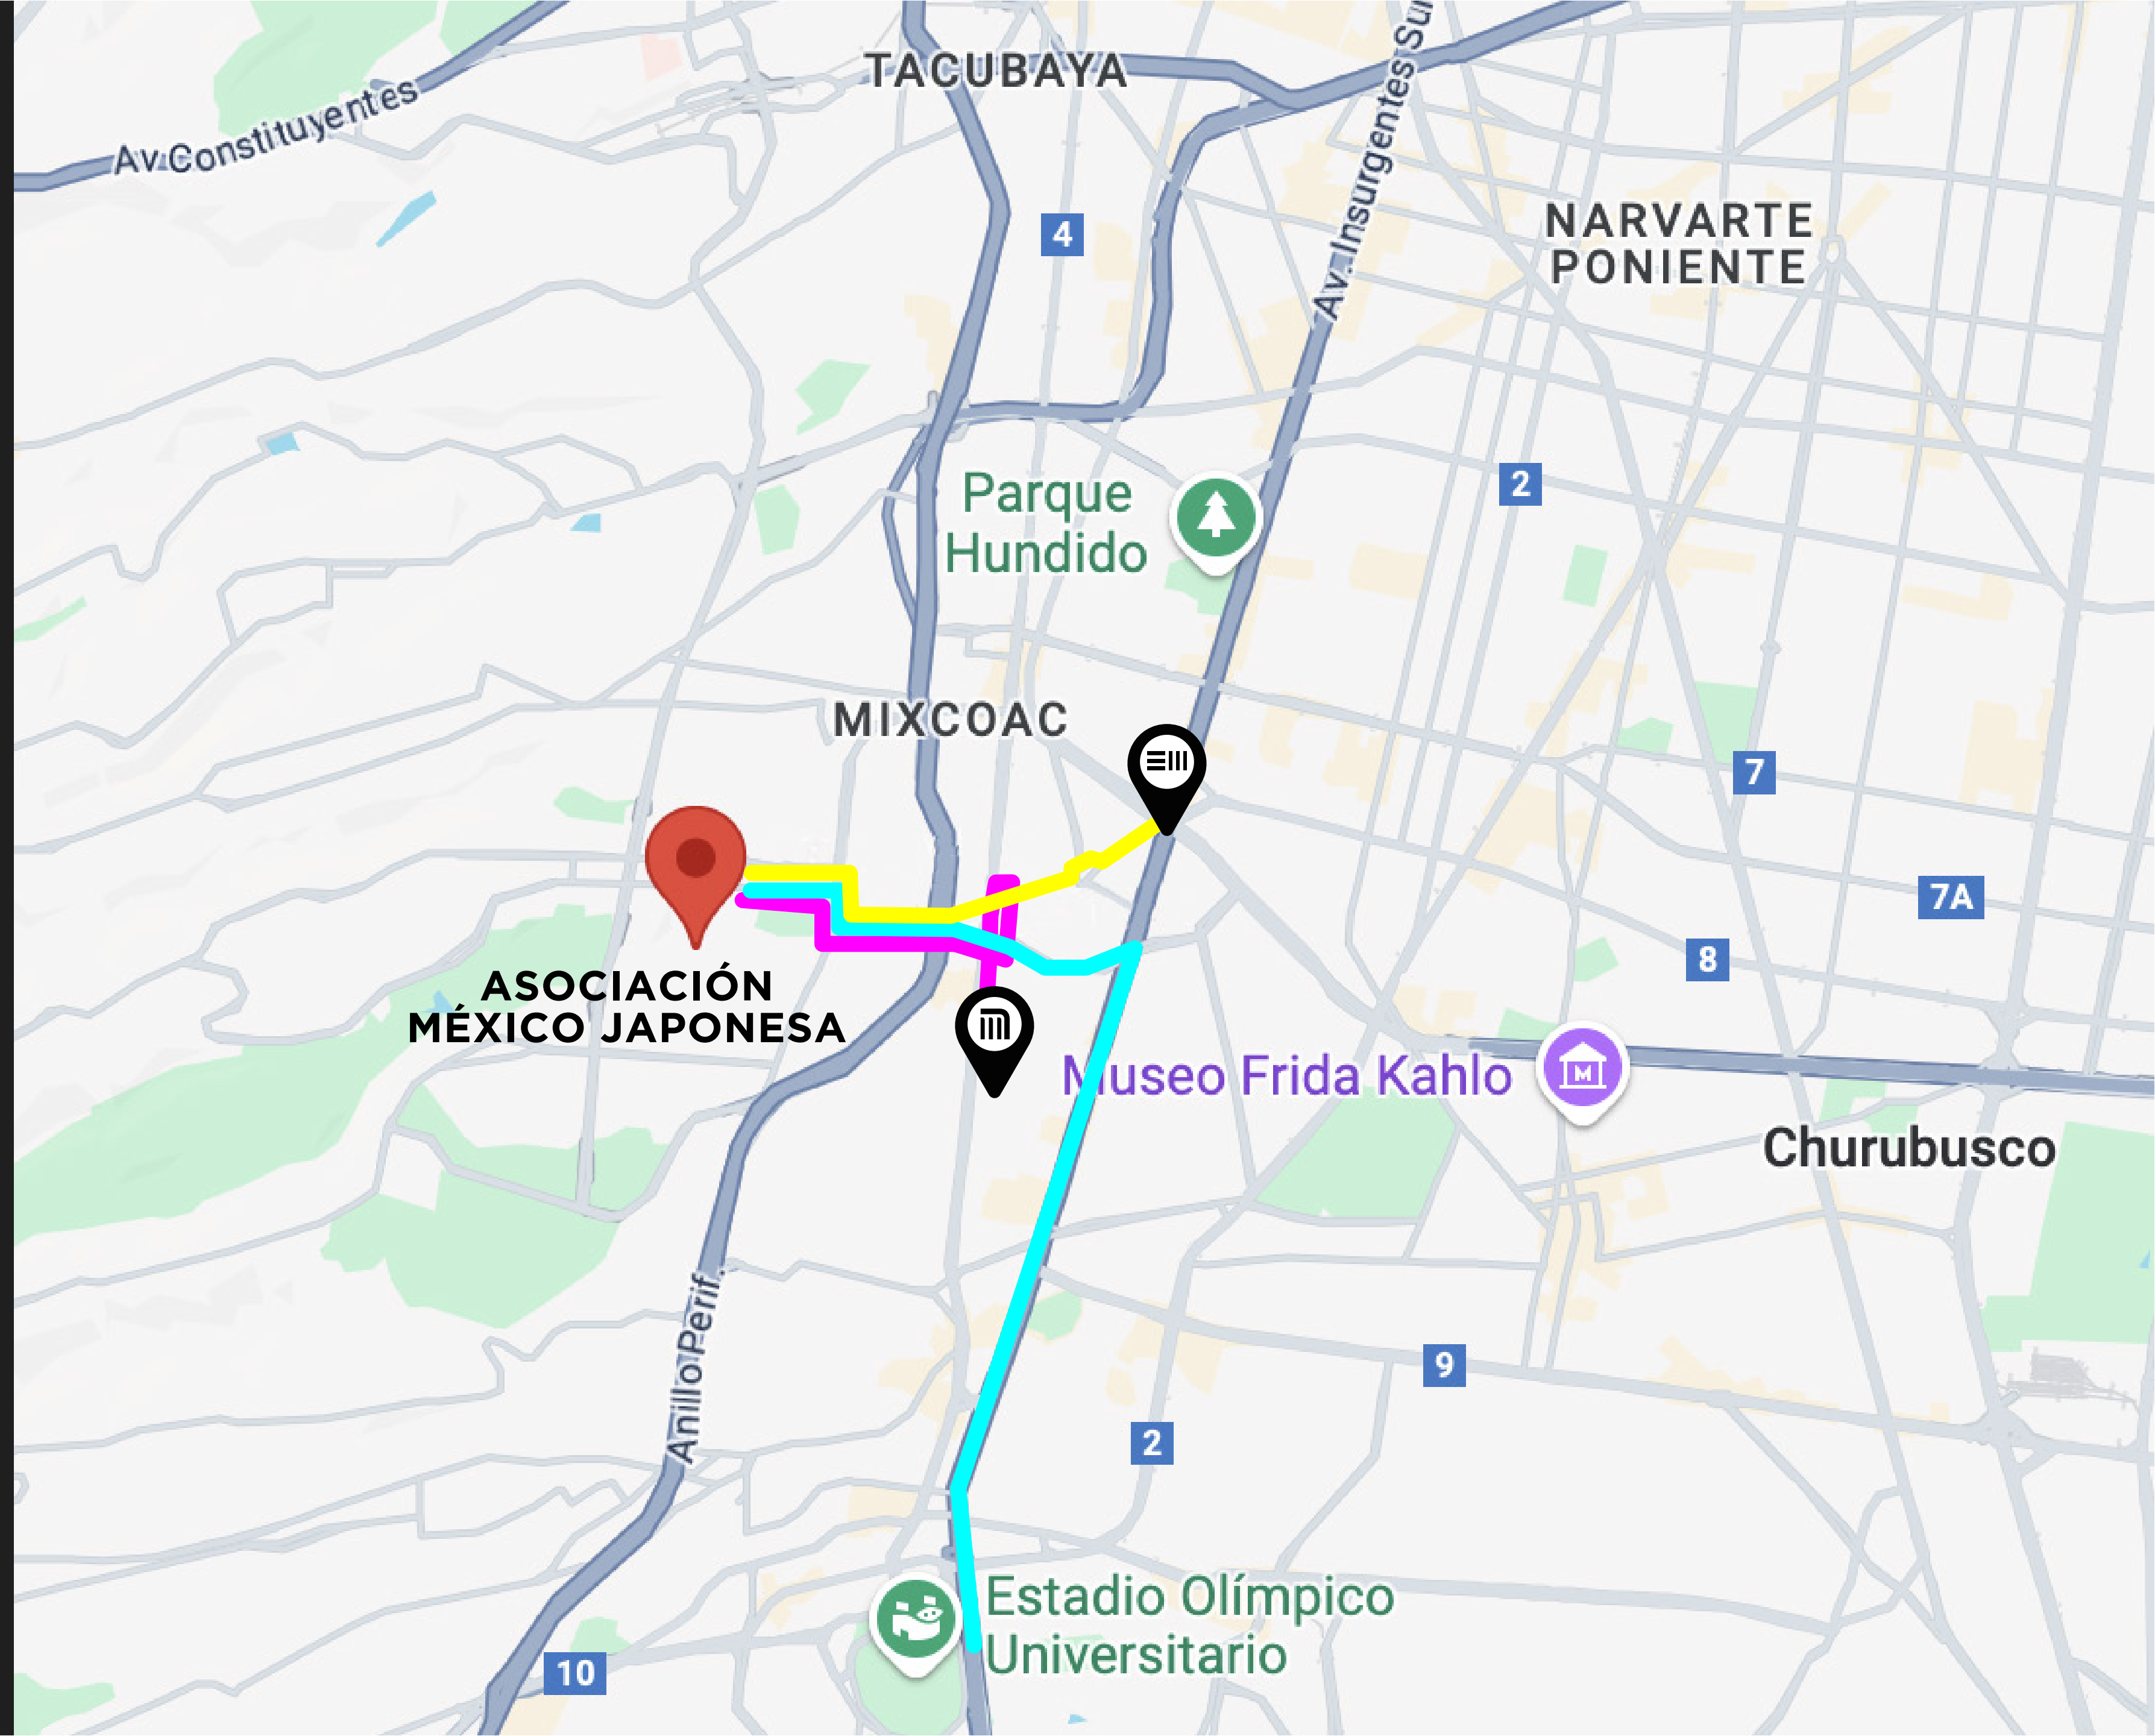 TACUBAYA
Av. Insurgentes Sur
Av Constituyentes
NARVARTE
PONIENTE
4
Parque
Hundido
2
MIXCOAC
7
7A
8
ASOCIACIÓN
MÉXICO JAPONESA
Museo Frida Kahlo
M
Churubusco
Anillo Perif.
9
2
Estadio Olímpico
Universitario
10